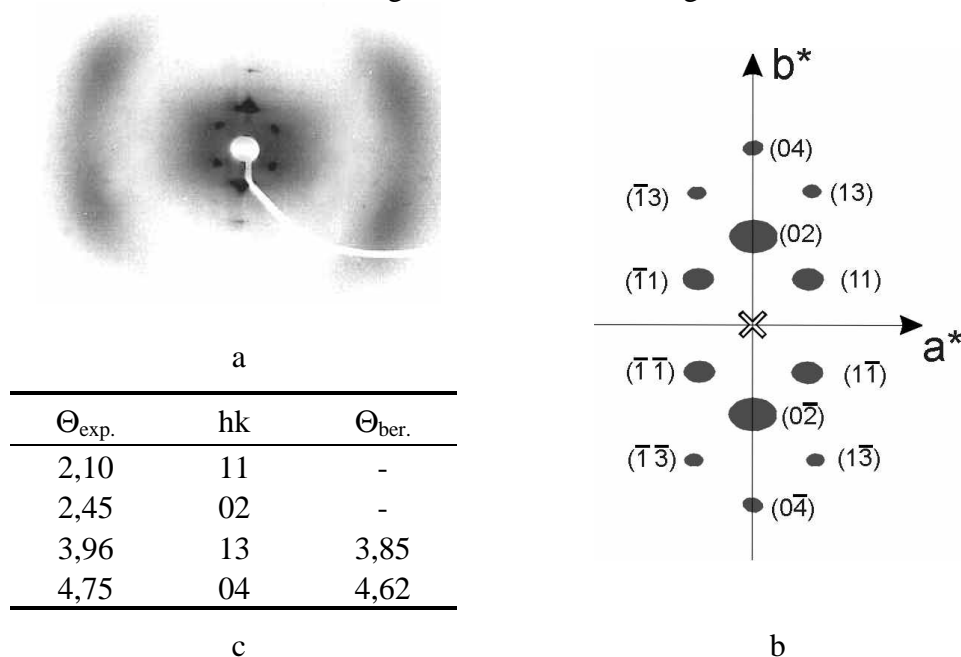 a
Θexp. hk Θber.
2,10 11 -
2,45 02 -
3,96 13 3,85
4,75 04 4,62
c
b*
(04)
(1̄3) (13)
(02)
(1̄1) (11)
a*
(1̄ 1̄) (11̄)
(02̄)
(1̄ 3̄) (13̄)
(04̄)
b